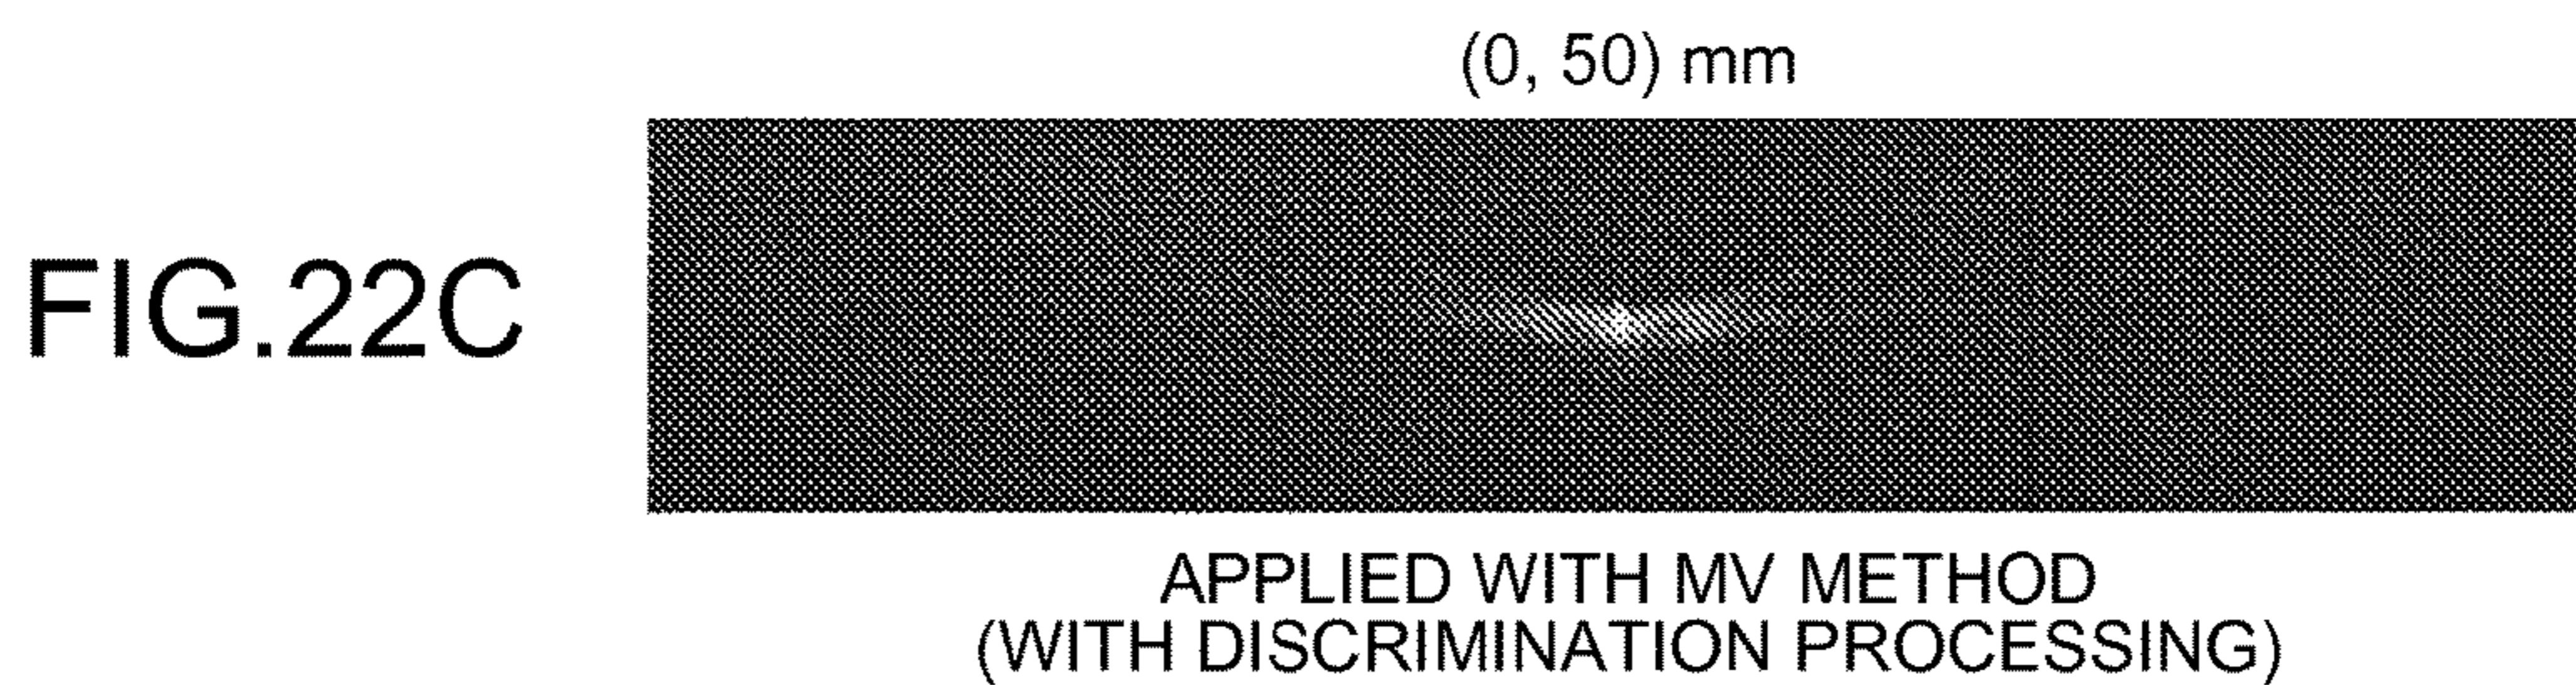 (0, 50) mm
FIG.22C
APPLIED WITH MV METHOD
(WITH DISCRIMINATION PROCESSING)